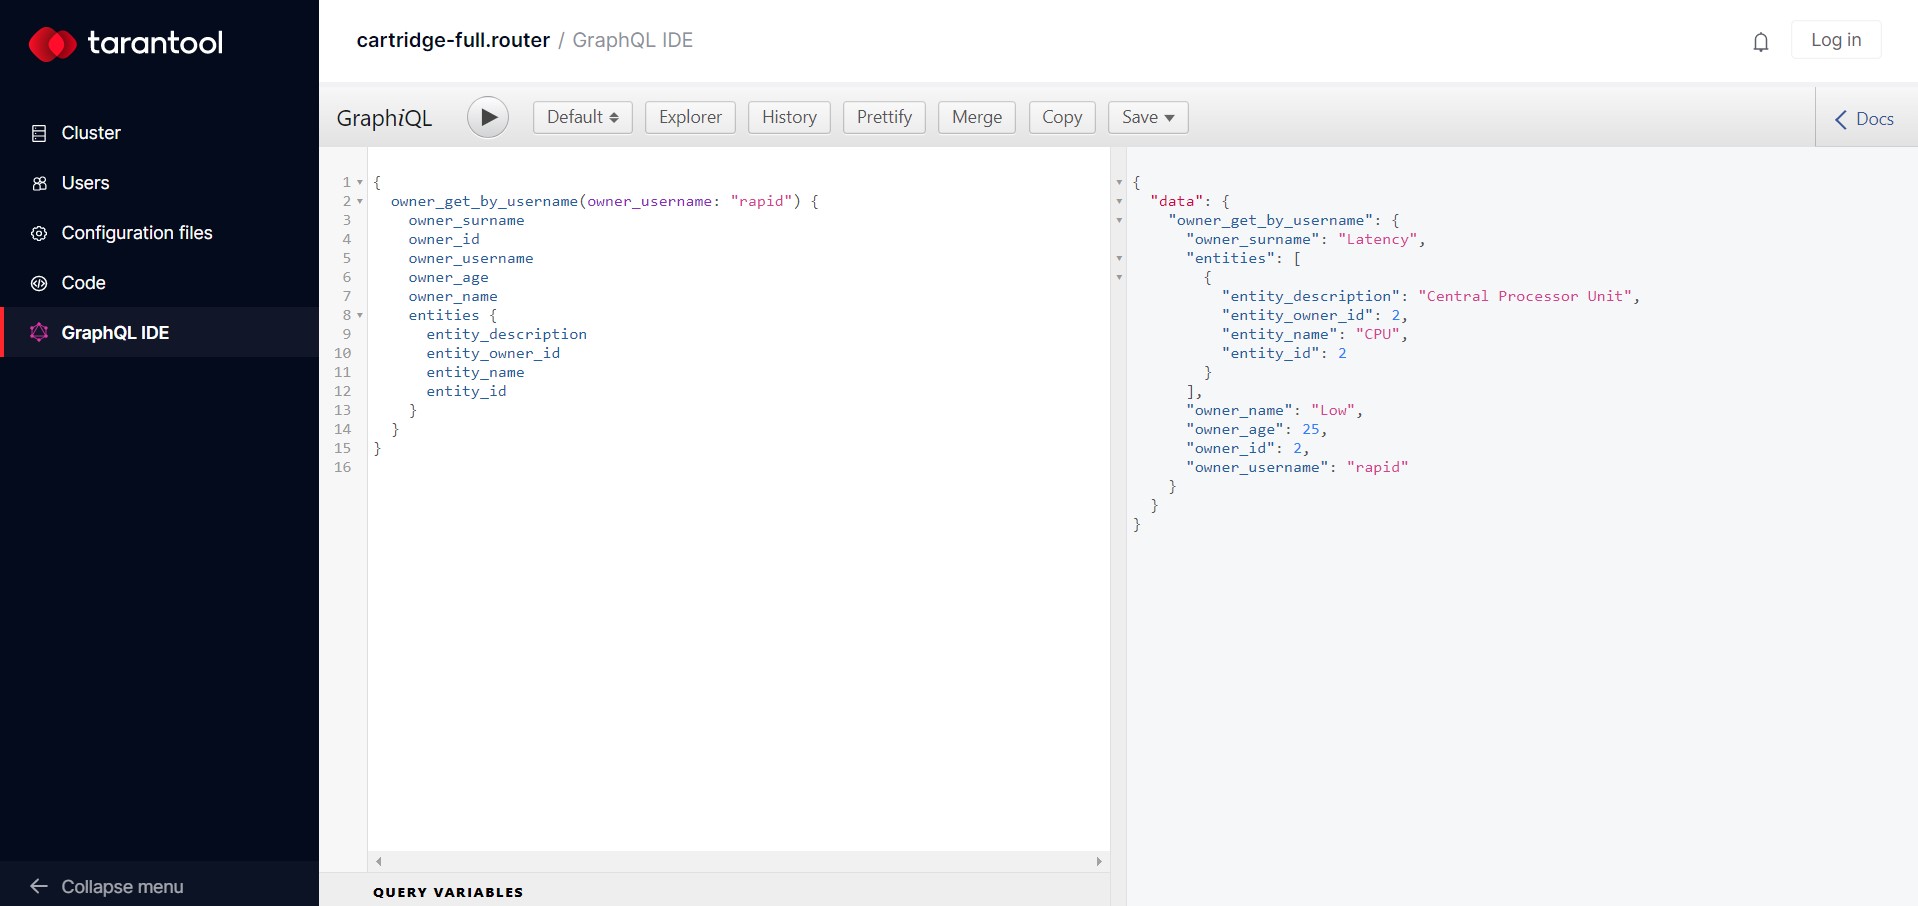 tarantool
Cluster
Users
Configuration files
Code
GraphQL IDE
Collapse menu
cartridge-full.router / GraphQL IDE
Log in
GraphiQL
Default
Explorer
History
Prettify
Merge
Copy
Save
Docs
1 {
2 owner_get_by_username(owner_username: "rapid") {
3 owner_surname
4 owner_id
5 owner_username
6 owner_age
7 owner_name
8 entities {
9 entity_description
10 entity_owner_id
11 entity_name
12 entity_id
13 }
14 }
15 }
16
QUERY VARIABLES
{
"data": {
"owner_get_by_username": {
"owner_surname": "Latency",
"entities": [
{
"entity_description": "Central Processor Unit",
"entity_owner_id": 2,
"entity_name": "CPU",
"entity_id": 2
}
],
"owner_name": "Low",
"owner_age": 25,
"owner_id": 2,
"owner_username": "rapid"
}
}
}